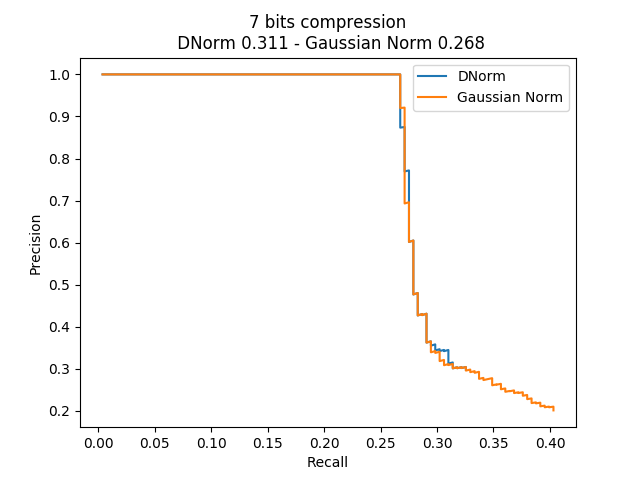 7 bits compression
DNorm 0.311 - Gaussian Norm 0.268
DNorm
Gaussian Norm
Precision
1.0
0.9
0.8
0.7
0.6
0.5
0.4
0.3
0.2
0.00 0.05 0.10 0.15 0.20 0.25 0.30 0.35 0.40
Recall